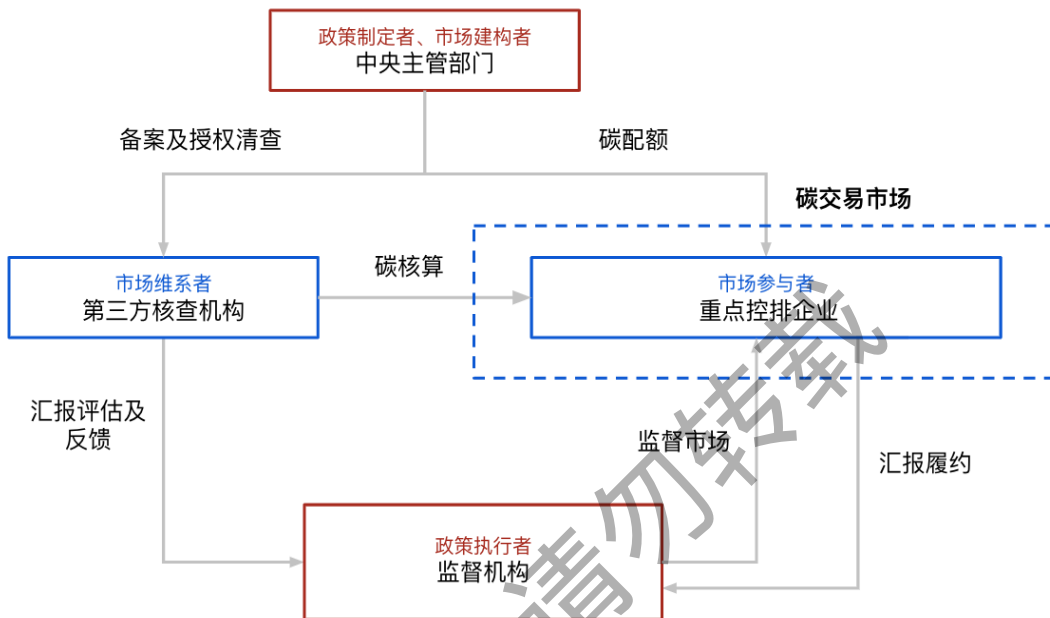 政策制定者、市场建构者
中央主管部门
备案及授权清查
碳配额
碳交易市场
市场维系者
第三方核查机构
碳核算
市场参与者
重点控排企业
汇报评估及
反馈
监督市场
汇报履约
政策执行者
监督机构
请勿转载